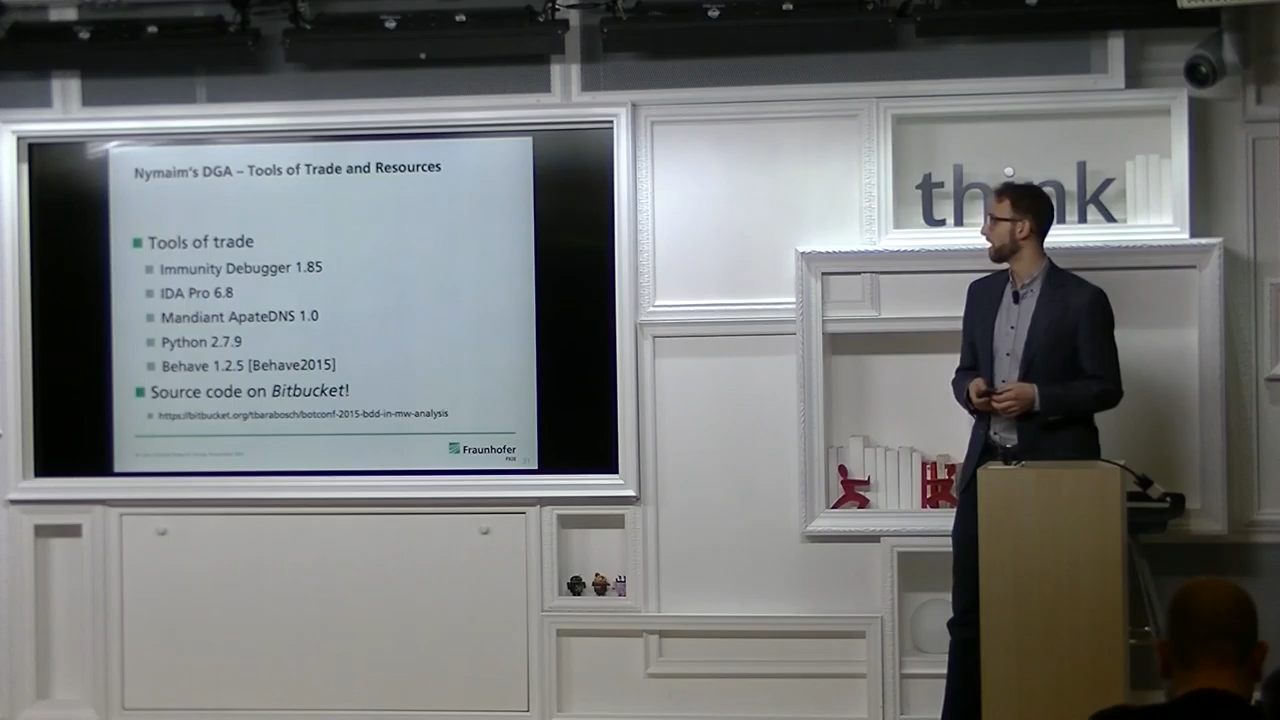 Nymaim's DGA – Tools of Trade and Resources
Tools of trade
Immunity Debugger 1.85
IDA Pro 6.8
Mandiant ApateDNS 1.0
Python 2.7.9
Behave 1.2.5 [Behave2015]
Source code on Bitbucket!
https://bitbucket.org/tbarabosch/botconf-2015-bdd-in-mw-analysis
Fraunhofer
FKIE
think